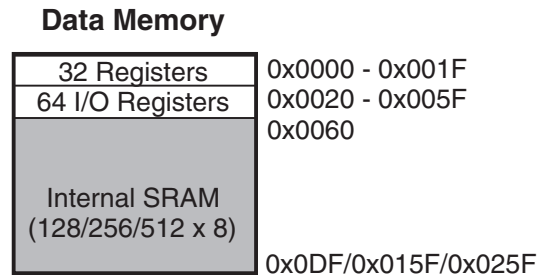 Data Memory
32 Registers 0x0000 - 0x001F
64 I/O Registers 0x0020 - 0x005F
0x0060
Internal SRAM
(128/256/512 x 8)
0x0DF/0x015F/0x025F